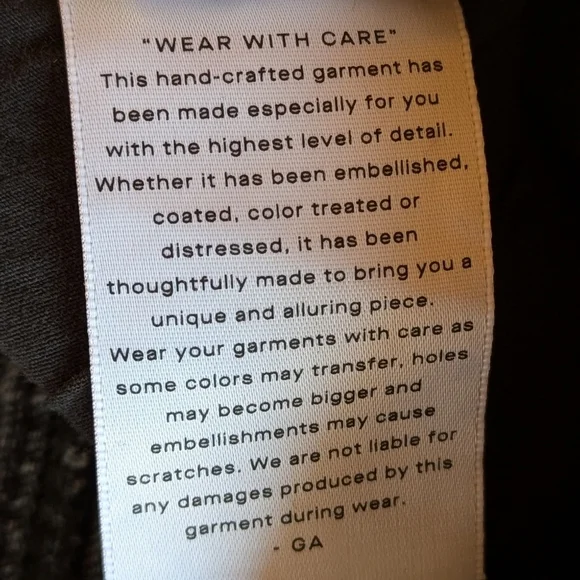 "WEAR WITH CARE"
This hand-crafted garment has
been made especially for you
with the highest level of detail.
Whether it has been embellished,
coated, color treated or
distressed, it has been
thoughtfully made to bring you a
unique and alluring piece.
Wear your garments with care as
some colors may transfer, holes
may become bigger and
embellishments may cause
scratches. We are not liable for
any damages produced by this
garment during wear.
- GA